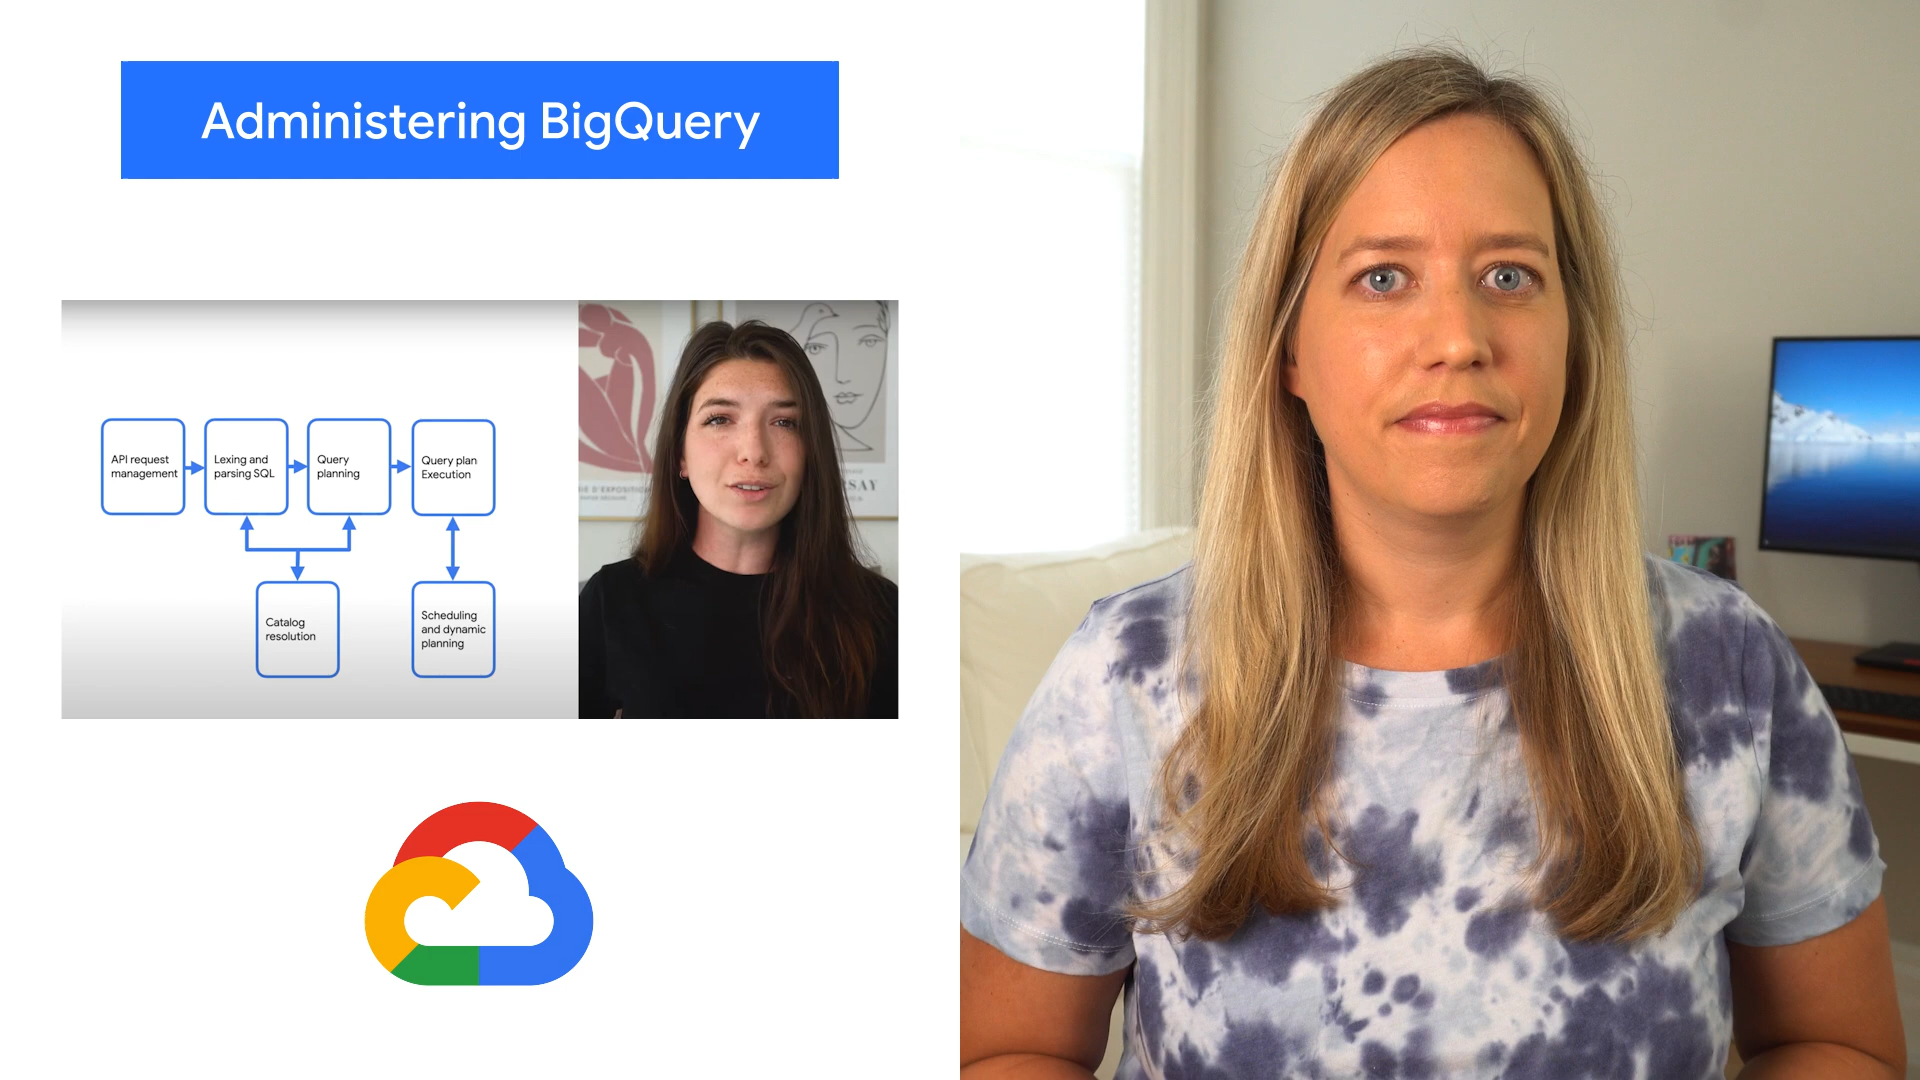 Administering BigQuery
API request
management
Lexing and
parsing SQL
Query
planning
Query plan
Execution
Catalog
resolution
Scheduling
and dynamic
planning
RSAY